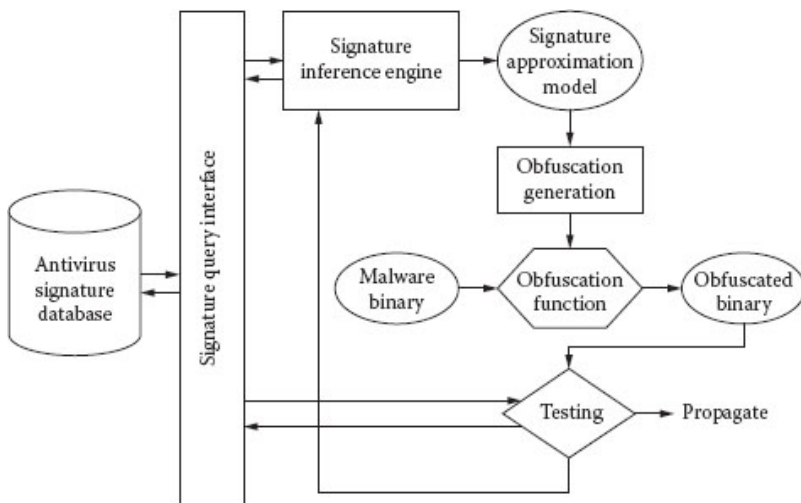 Signature
inference engine
Signature
approximation
model
Obfuscation
generation
Signature query interface
Antivirus
signature
database
Malware
binary
Obfuscation
function
Obfuscated
binary
Testing
Propagate